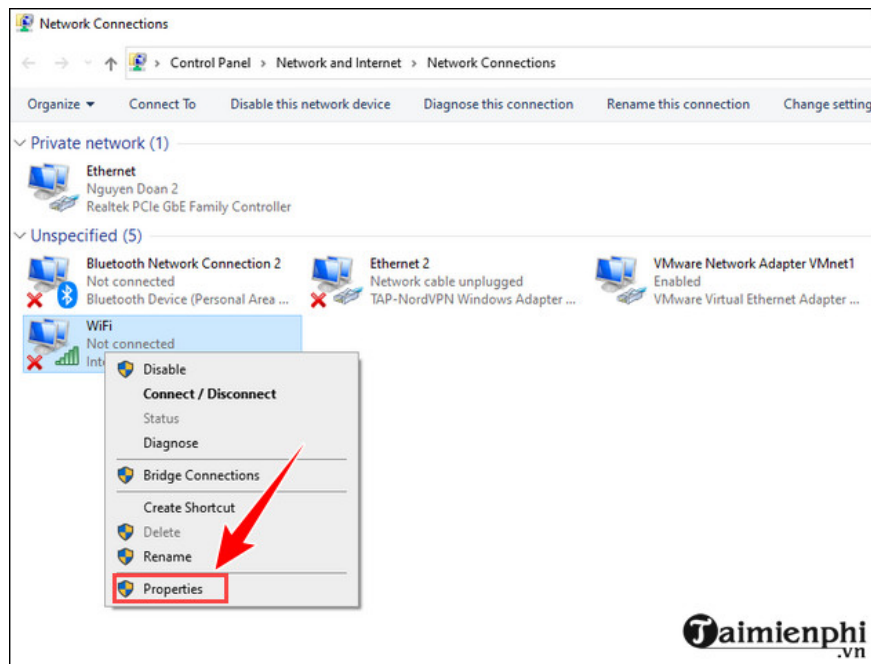 Network Connections
Control Panel > Network and Internet > Network Connections
Organize Connect To Disable this network device Diagnose this connection Rename this connection Change setting
Private network (1)
Ethernet
Nguyen Doan 2
Realtek PCIe GbE Family Controller
Unspecified (5)
Bluetooth Network Connection 2
Not connected
Bluetooth Device (Personal Area ...
Ethernet 2
Network cable unplugged
TAP-NordVPN Windows Adapter ...
VMware Network Adapter VMnet1
Enabled
VMware Virtual Ethernet Adapter ...
WiFi
Not connected
Disable
Connect / Disconnect
Status
Diagnose
Bridge Connections
Create Shortcut
Delete
Rename
Properties
Taimienphi
.vn